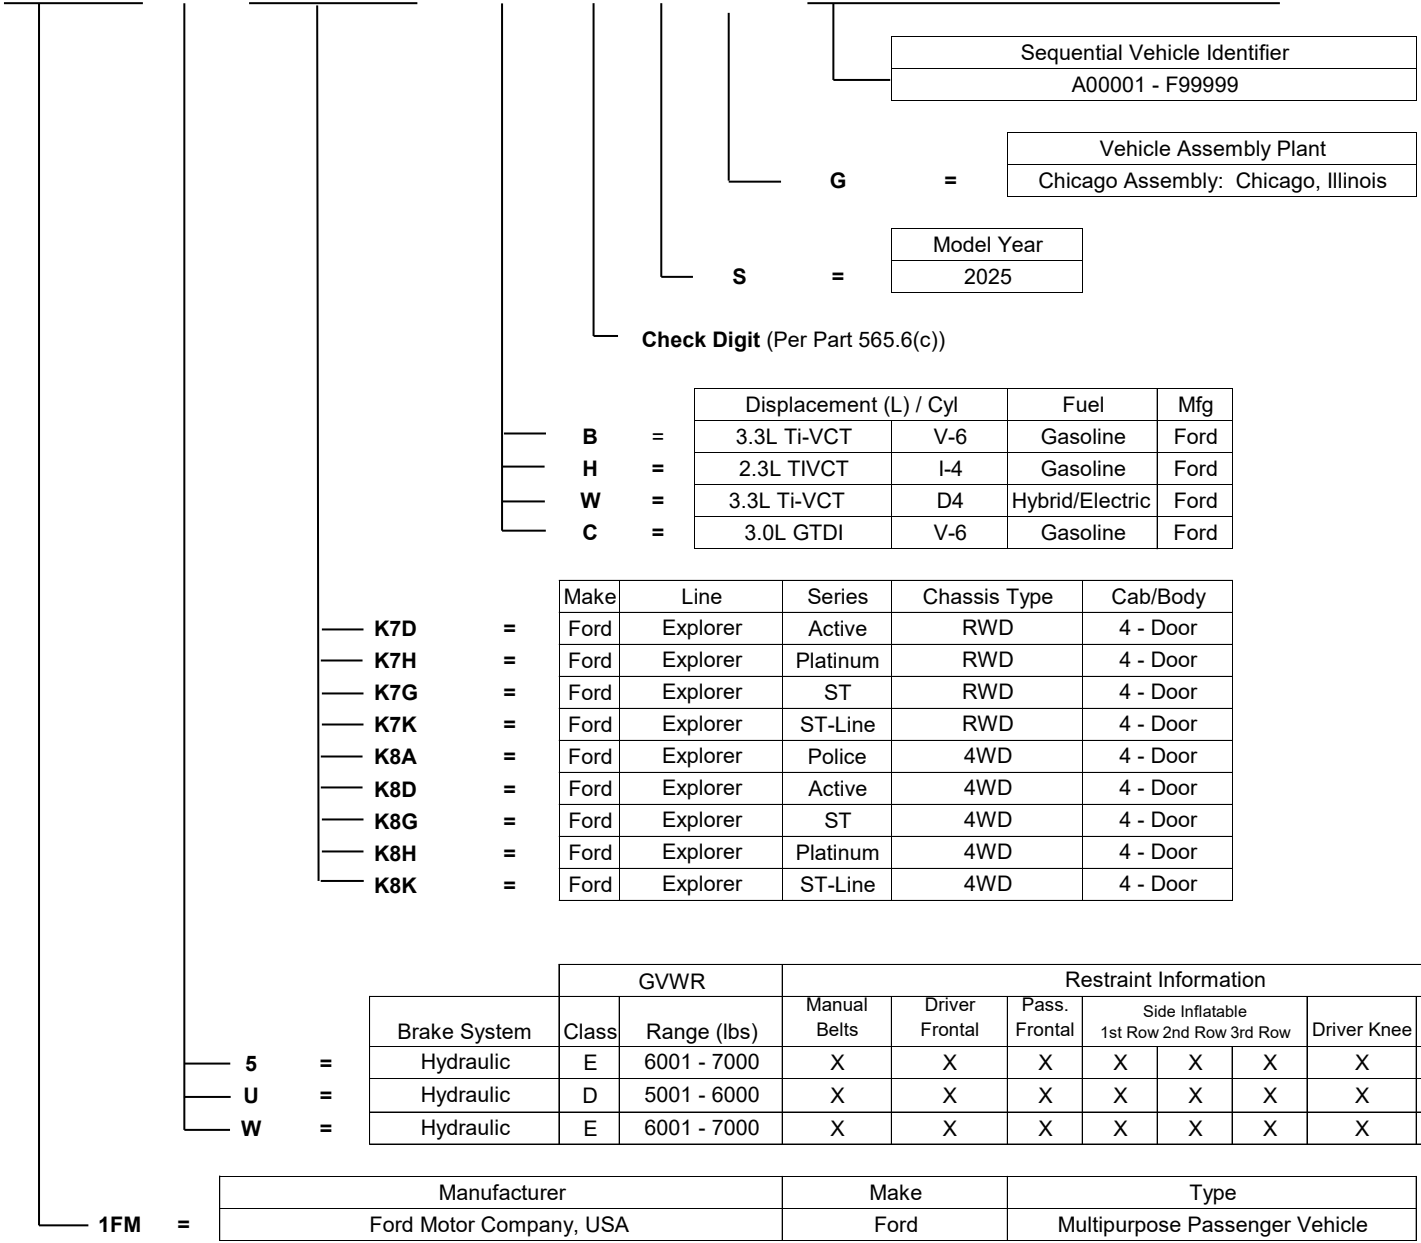 Sequential Vehicle Identifier
A00001 - F99999
Vehicle Assembly Plant
G = Chicago Assembly: Chicago, Illinois
Model Year
S = 2025
Check Digit (Per Part 565.6(c))
Displacement (L) / Cyl Fuel Mfg
B = 3.3L Ti-VCT V-6 Gasoline Ford
H = 2.3L TIVCT I-4 Gasoline Ford
W = 3.3L Ti-VCT D4 Hybrid/Electric Ford
C = 3.0L GTDI V-6 Gasoline Ford
Make Line Series Chassis Type Cab/Body
K7D = Ford Explorer Active RWD 4 - Door
K7H = Ford Explorer Platinum RWD 4 - Door
K7G = Ford Explorer ST RWD 4 - Door
K7K = Ford Explorer ST-Line RWD 4 - Door
K8A = Ford Explorer Police 4WD 4 - Door
K8D = Ford Explorer Active 4WD 4 - Door
K8G = Ford Explorer ST 4WD 4 - Door
K8H = Ford Explorer Platinum 4WD 4 - Door
K8K = Ford Explorer ST-Line 4WD 4 - Door
GVWR Restraint Information
Manual Driver Pass. Side Inflatable
Brake System Class Range (lbs) Belts Frontal Frontal 1st Row 2nd Row 3rd Row Driver Knee
5 = Hydraulic E 6001 - 7000 X X X X X X X
U = Hydraulic D 5001 - 6000 X X X X X X X
W = Hydraulic E 6001 - 7000 X X X X X X X
Manufacturer Make Type
1FM = Ford Motor Company, USA Ford Multipurpose Passenger Vehicle